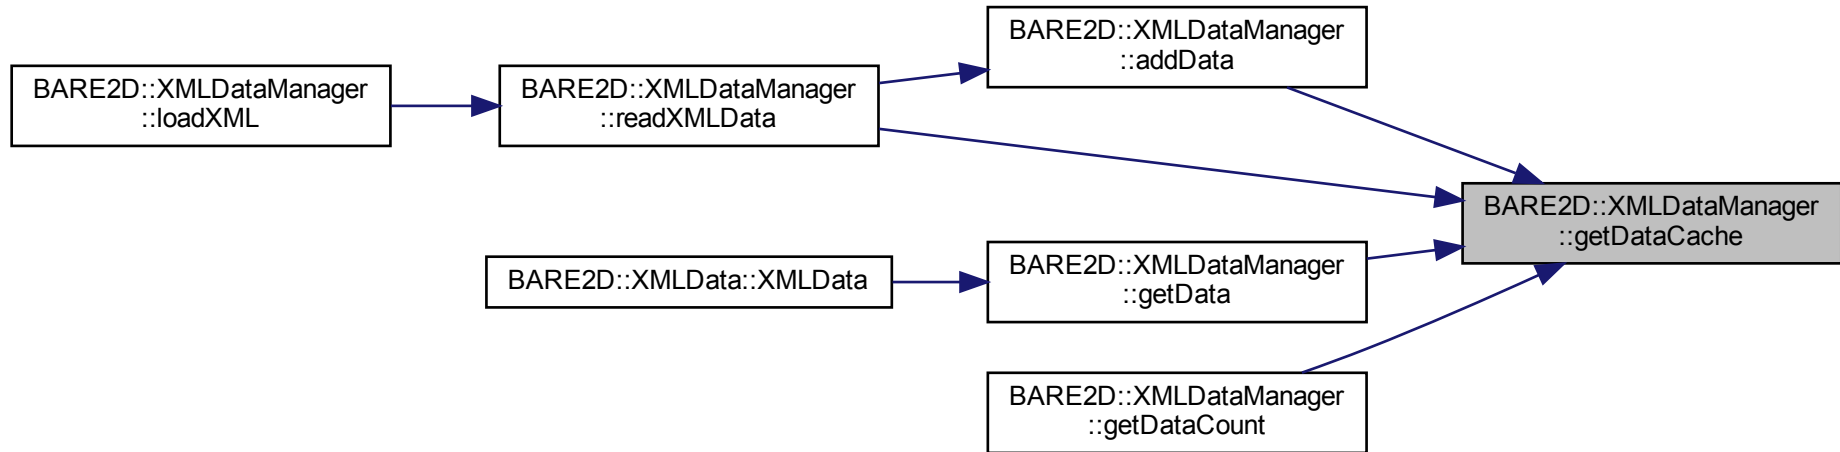 BARE2D::XMLDataManager
::loadXML
BARE2D::XMLDataManager
::readXMLData
BARE2D::XMLDataManager
::addData
BARE2D::XMLDataManager
::getDataCache
BARE2D::XMLData::XMLData
BARE2D::XMLDataManager
::getData
BARE2D::XMLDataManager
::getDataCount